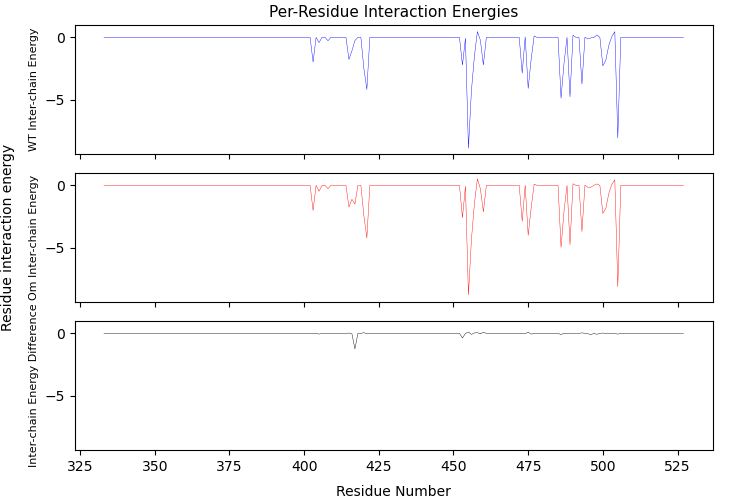 Per-Residue Interaction Energies
Residue interaction energy
WT Inter-chain Energy
0
−5
Om Inter-chain Energy
0
−5
Inter-chain Energy Difference
0
−5
325 350 375 400 425 450 475 500 525
Residue Number